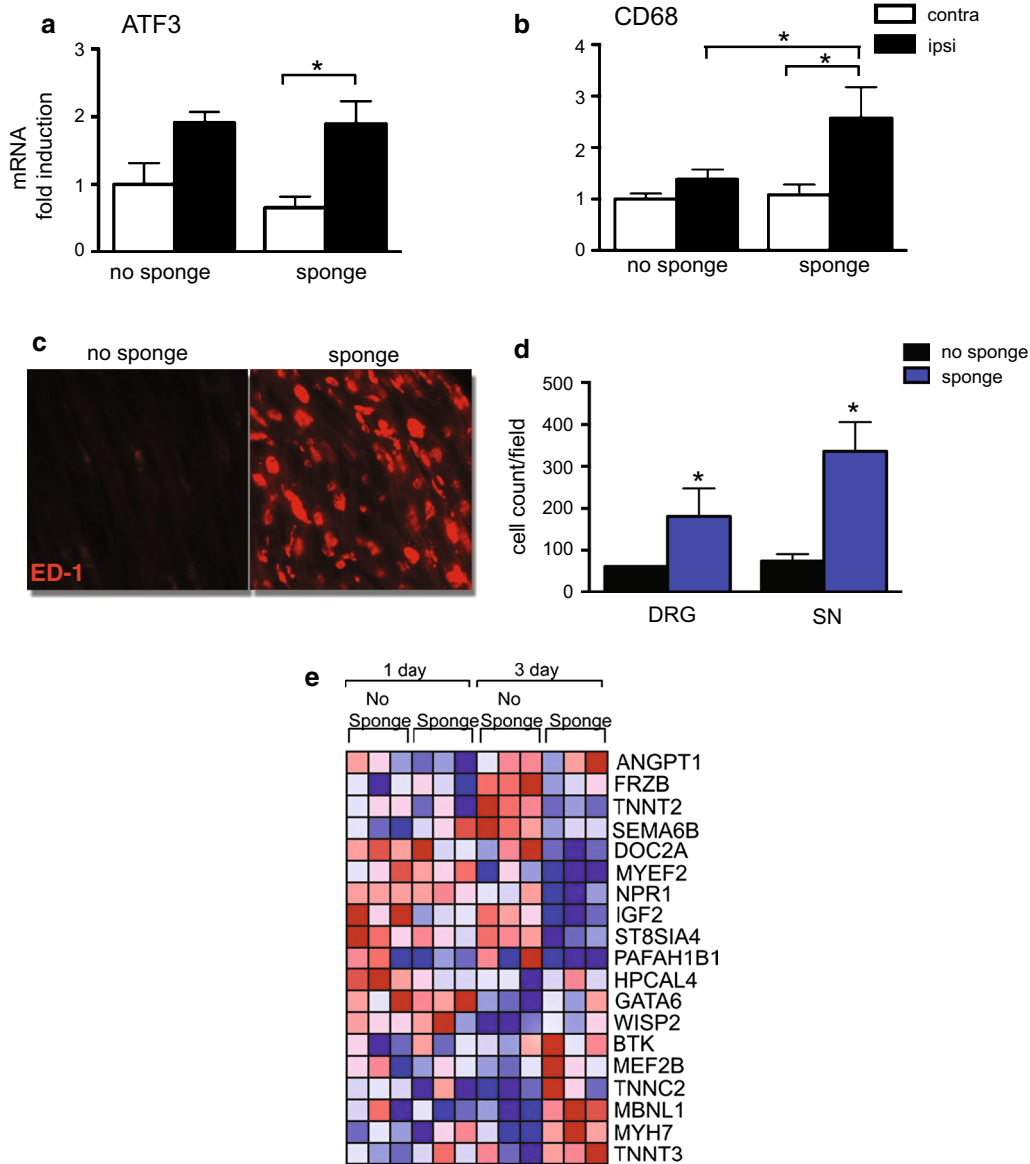 a ATF3
3
2
1
0
mRNA
fold induction
*
no sponge sponge
b CD68
contra
ipsi
4
3
2
1
0
*
*
no sponge sponge
c
no sponge sponge
ED-1
d
no sponge
sponge
500
400
300
200
100
0
cell count/field
*
*
DRG SN
e
1 day 3 day
No No
Sponge Sponge Sponge Sponge
ANGPT1
FRZB
TNNT2
SEMA6B
DOC2A
MYEF2
NPR1
IGF2
ST8SIA4
PAFAH1B1
HPCAL4
GATA6
WISP2
BTK
MEF2B
TNNC2
MBNL1
MYH7
TNNT3